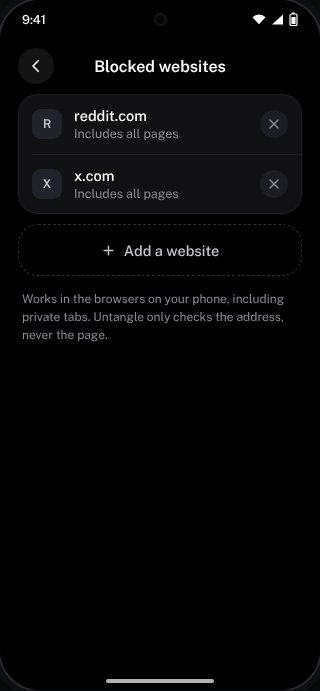 9:41
Blocked websites
R
reddit.com
Includes all pages
X
x.com
Includes all pages
+ Add a website
Works in the browsers on your phone, including
private tabs. Untangle only checks the address,
never the page.